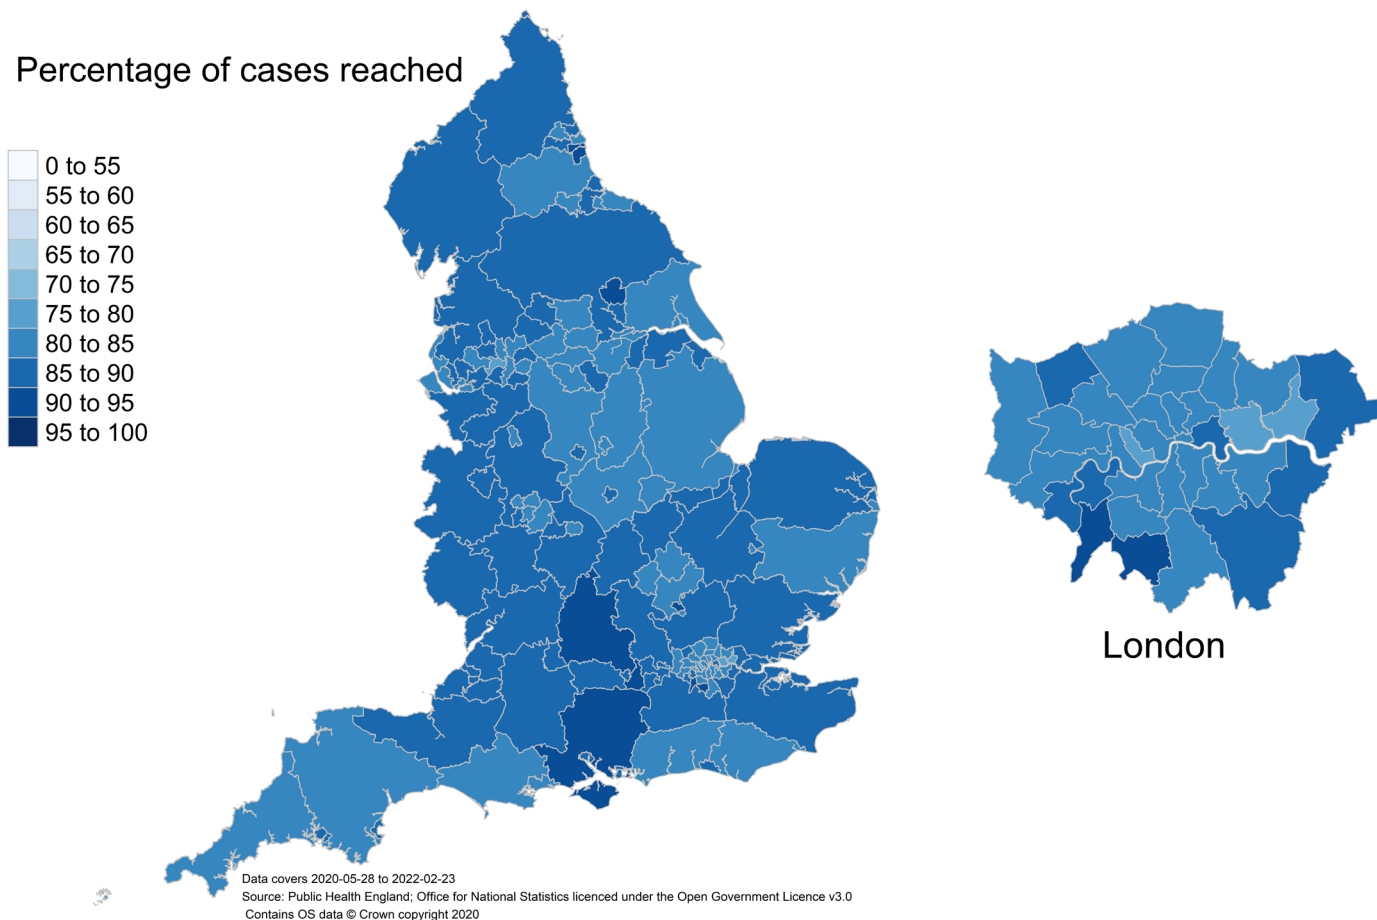 Percentage of cases reached
0 to 55
55 to 60
60 to 65
65 to 70
70 to 75
75 to 80
80 to 85
85 to 90
90 to 95
95 to 100
London
Data covers 2020-05-28 to 2022-02-23
Source: Public Health England; Office for National Statistics licenced under the Open Government Licence v3.0
Contains OS data © Crown copyright 2020